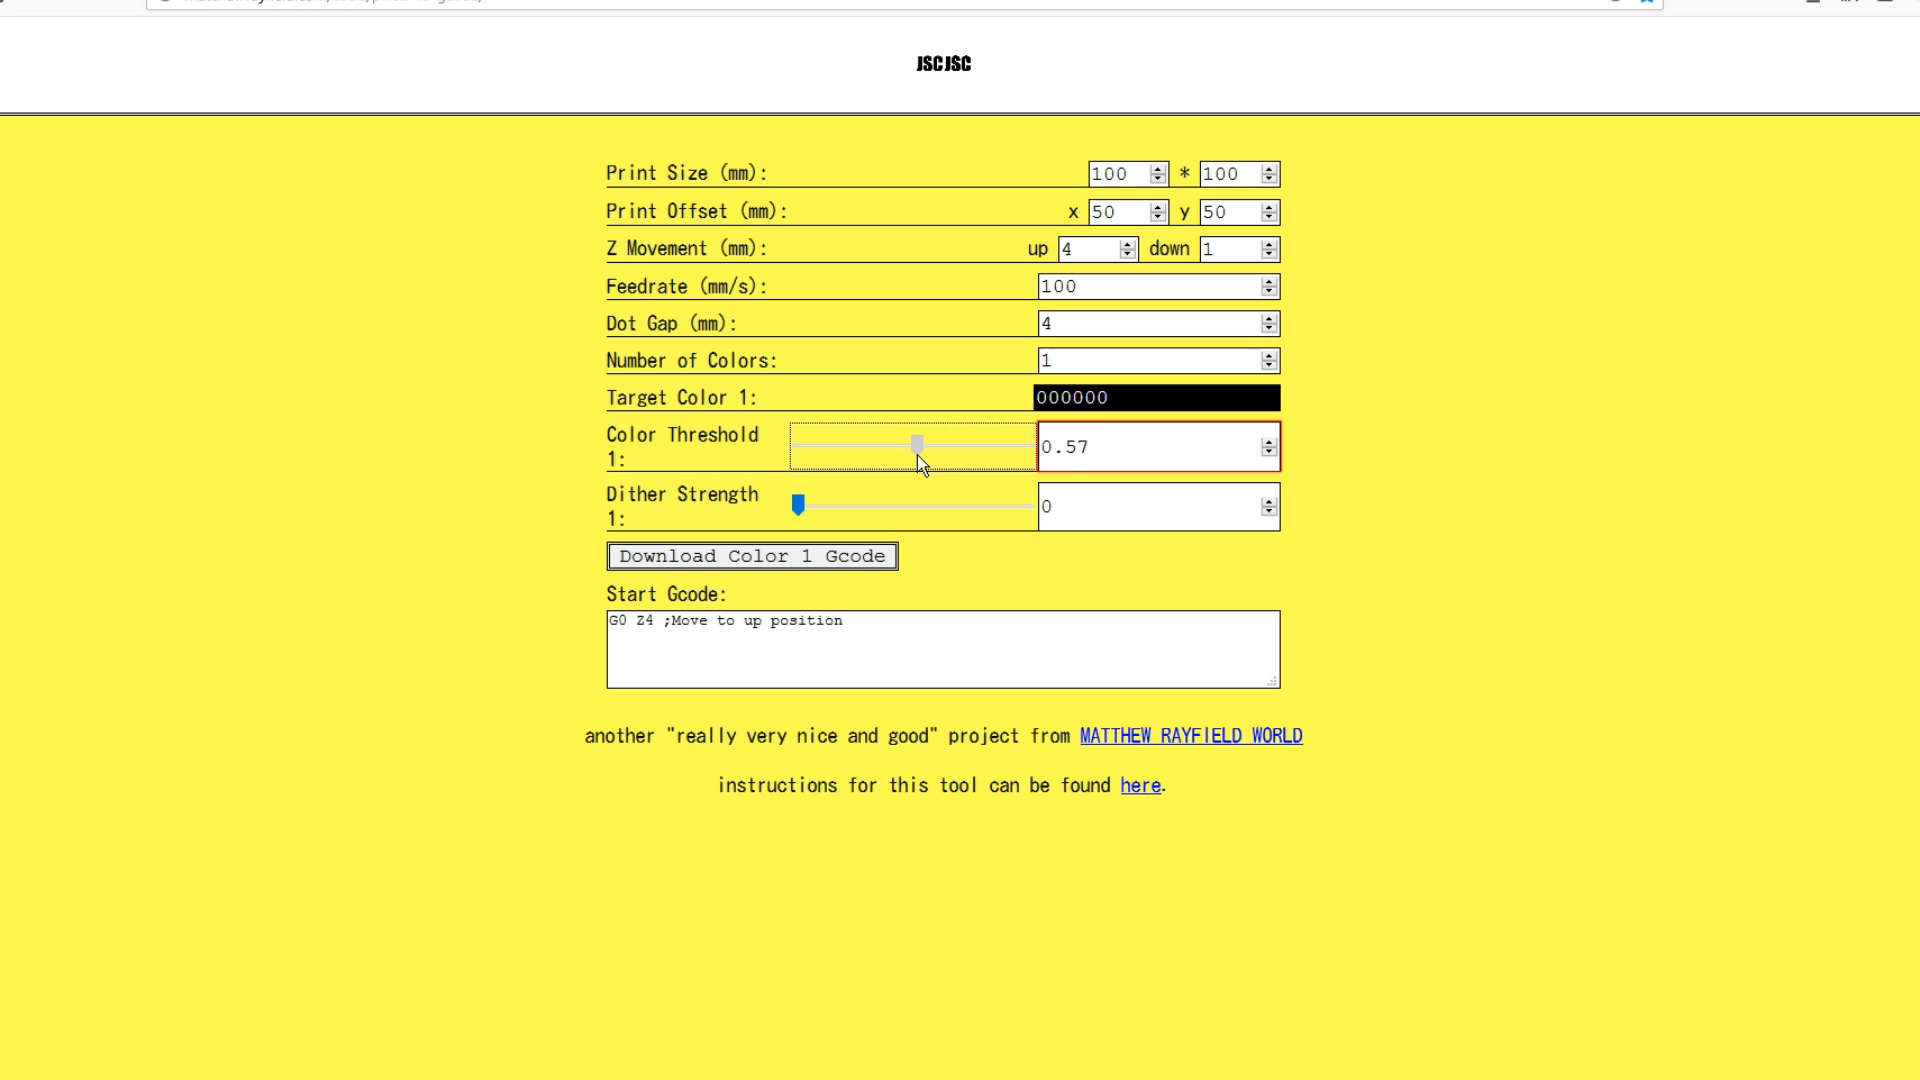 JSCJSC
Print Size (mm): 100 * 100
Print Offset (mm): x 50 y 50
Z Movement (mm): up 4 down 1
Feedrate (mm/s): 100
Dot Gap (mm): 4
Number of Colors: 1
Target Color 1: 000000
Color Threshold 1: 0.57
Dither Strength 1: 0
Download Color 1 Gcode
Start Gcode:
G0 Z4 ;Move to up position
another "really very nice and good" project from MATTHEW RAYFIELD WORLD
instructions for this tool can be found here.